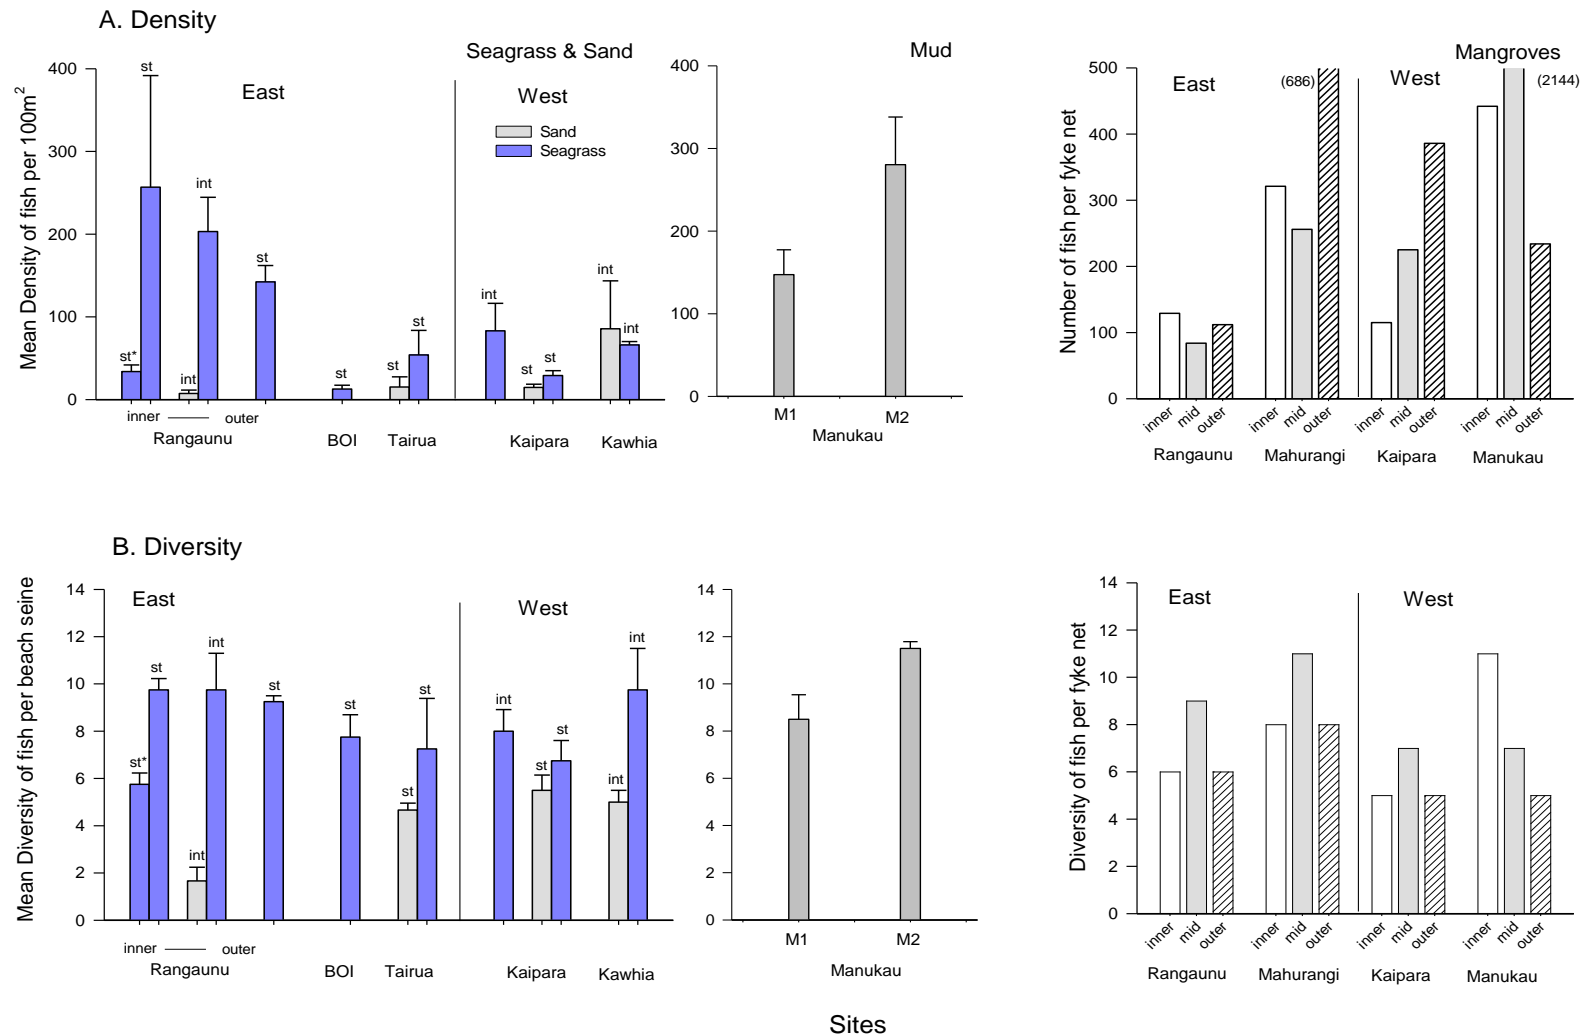 A. Density
Seagrass & Sand
Mud
Mangroves
East
West
Sand
Seagrass
Mean Density of fish per 100m²
400
300
200
100
0
st*
st
int
int
st
st
st
st
int
st
st
int
int
inner
outer
Rangaunu
BOI
Tairua
Kaipara
Kawhia
400
300
200
100
0
M1
M2
Manukau
East
West
(686)
(2144)
Number of fish per fyke net
500
400
300
200
100
0
inner mid outer
inner mid outer
inner mid outer
inner mid outer
Rangaunu
Mahurangi
Kaipara
Manukau
B. Diversity
East
West
Mean Diversity of fish per beach seine
14
12
10
8
6
4
2
0
st*
st
int
int
st
st
st
st
int
st
st
int
int
inner
outer
Rangaunu
BOI
Tairua
Kaipara
Kawhia
14
12
10
8
6
4
2
0
M1
M2
Manukau
East
West
Diversity of fish per fyke net
14
12
10
8
6
4
2
0
inner mid outer
inner mid outer
inner mid outer
inner mid outer
Rangaunu
Mahurangi
Kaipara
Manukau
Sites